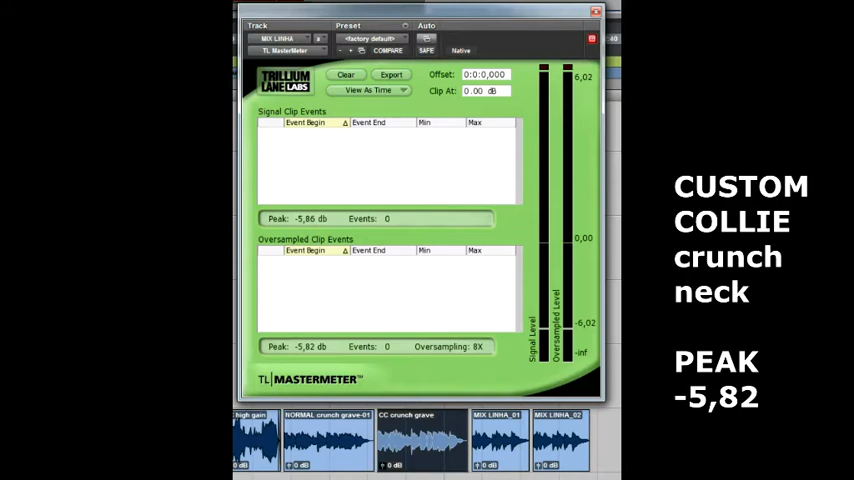 Track Preset Auto
MIX LINHA a <factory default>
TL MasterMeter - + COMPARE SAFE Native
TRILLIUM
LANE LABS
Clear Export Offset: 0:0:0,000
View As Time Clip At: 0.00 dB
6,02
Signal Clip Events
Event Begin Event End Min Max
Peak: -5,86 db Events: 0
Oversampled Clip Events
0,00
Event Begin Event End Min Max
Signal Level
Oversampled Level
-6,02
Peak: -5,82 db Events: 0 Oversampling: 8X
-inf
TL|MASTERMETER™
CUSTOM
COLLIE
crunch
neck
PEAK
-5,82
high gain NORMAL crunch grave-01 CC crunch grave MIX LINHA_01 MIX LINHA_02
0 dB 0 dB 0 dB 0 dB 0 dB